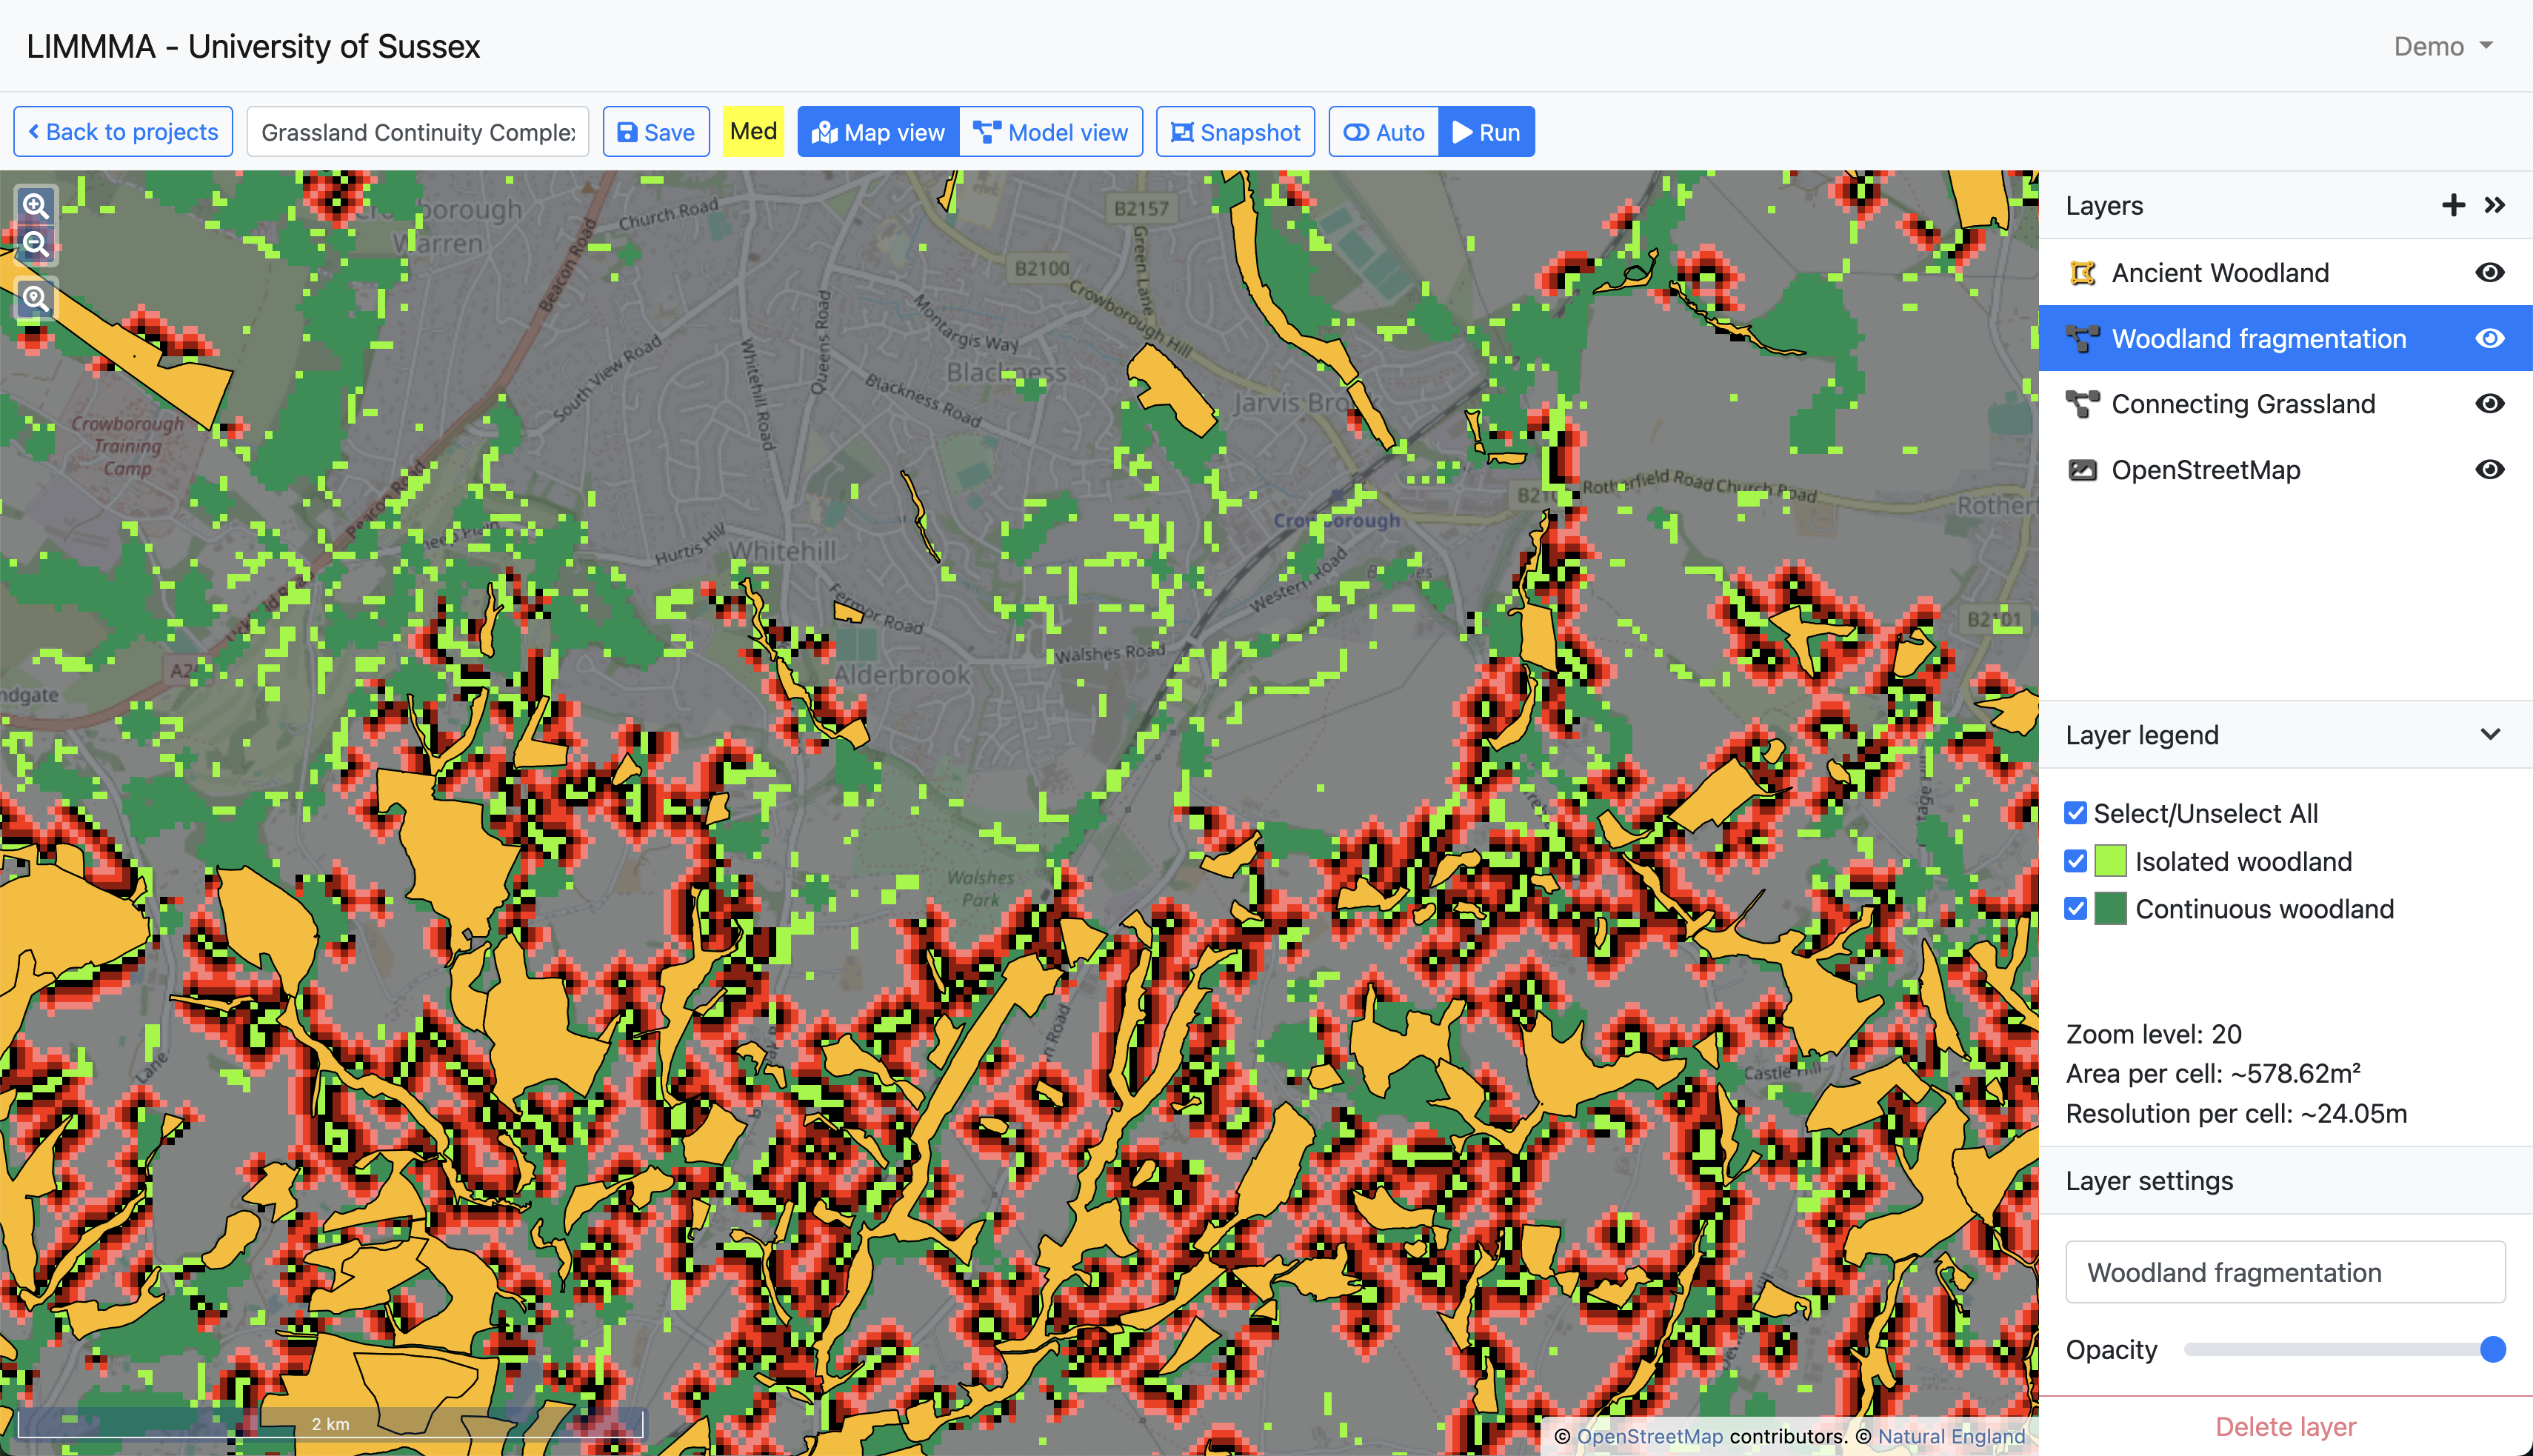 LIMMMA - University of Sussex
Demo
Back to projects
Grassland Continuity Comple
Save
Med
Map view
Model view
Snapshot
Auto
Run
Warren
Church Road
B2157
Green Lane
B2100
Crowborough Hill
Beacon Road
Montargis Way
Queens Road
Whitehill Road
South View Road
Blackness
Blackness Road
Jarvis
Crowborough
Training
Camp
Beacon
Rotherfield Road
Church Road
Hurtis Hill
Whitehill
Western Road
Fermor Road
Walshes Road
Alderbrook
B2101
Walshes
Park
Lane
Castle Hill
2 km
© OpenStreetMap contributors. © Natural England
Layers
Ancient Woodland
Woodland fragmentation
Connecting Grassland
OpenStreetMap
Layer legend
Select/Unselect All
Isolated woodland
Continuous woodland
Zoom level: 20
Area per cell: ~578.62m²
Resolution per cell: ~24.05m
Layer settings
Woodland fragmentation
Opacity
Delete layer